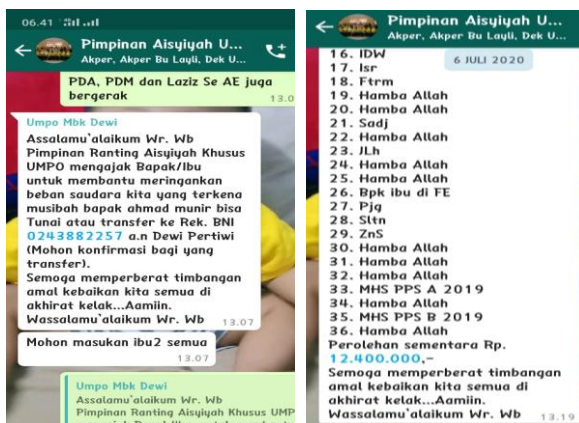 06.41
Pimpinan Aisyiyah U...
Akper, Akper Bu Layli, Dek U...
PDA, PDM dan Laziz Se AE juga
bergerak
13.0
Umpo Mbk Dewi
Assalamu`alaikum Wr. Wb
Pimpinan Ranting Aisyiyah Khusus
UMPO mengajak Bapak/Ibu
untuk membantu meringankan
beban saudara kita yang terkena
musibah bapak ahmad munir bisa
Tunai atau transfer ke Rek. BNI
0243882257 a.n Dewi Pertiwi
(Mohon konfirmasi bagi yang
transfer).
Semoga memperberat timbangan
amal kebaikan kita semua di
akhirat kelak...Aamiin.
Wassalamu`alaikum Wr. Wb
13.07
Mohon masukan ibu2 semua
13.07
Umpo Mbk Dewi
Assalamu`alaikum Wr. Wb
Pimpinan Ranting Aisyiyah Khusus UMP
Pimpinan Aisyiyah U...
Akper, Akper Bu Layli, Dek U...
6 JULI 2020
16. IDW
17. Isr
18. Ftrm
19. Hamba Allah
20. Hamba Allah
21. Sadj
22. Hamba Allah
23. JLh
24. Hamba Allah
25. Hamba Allah
26. Bpk ibu di FE
27. Pjg
28. Sltn
29. ZnS
30. Hamba Allah
31. Hamba Allah
32. Hamba Allah
33. MHS PPS A 2019
34. Hamba Allah
35. MHS PPS B 2019
36. Hamba Allah
Perolehan sementara Rp.
12.400.000,-
Semoga memperberat timbangan
amal kebaikan kita semua di
akhirat kelak...Aamiin.
Wassalamu`alaikum Wr. Wb
13.19